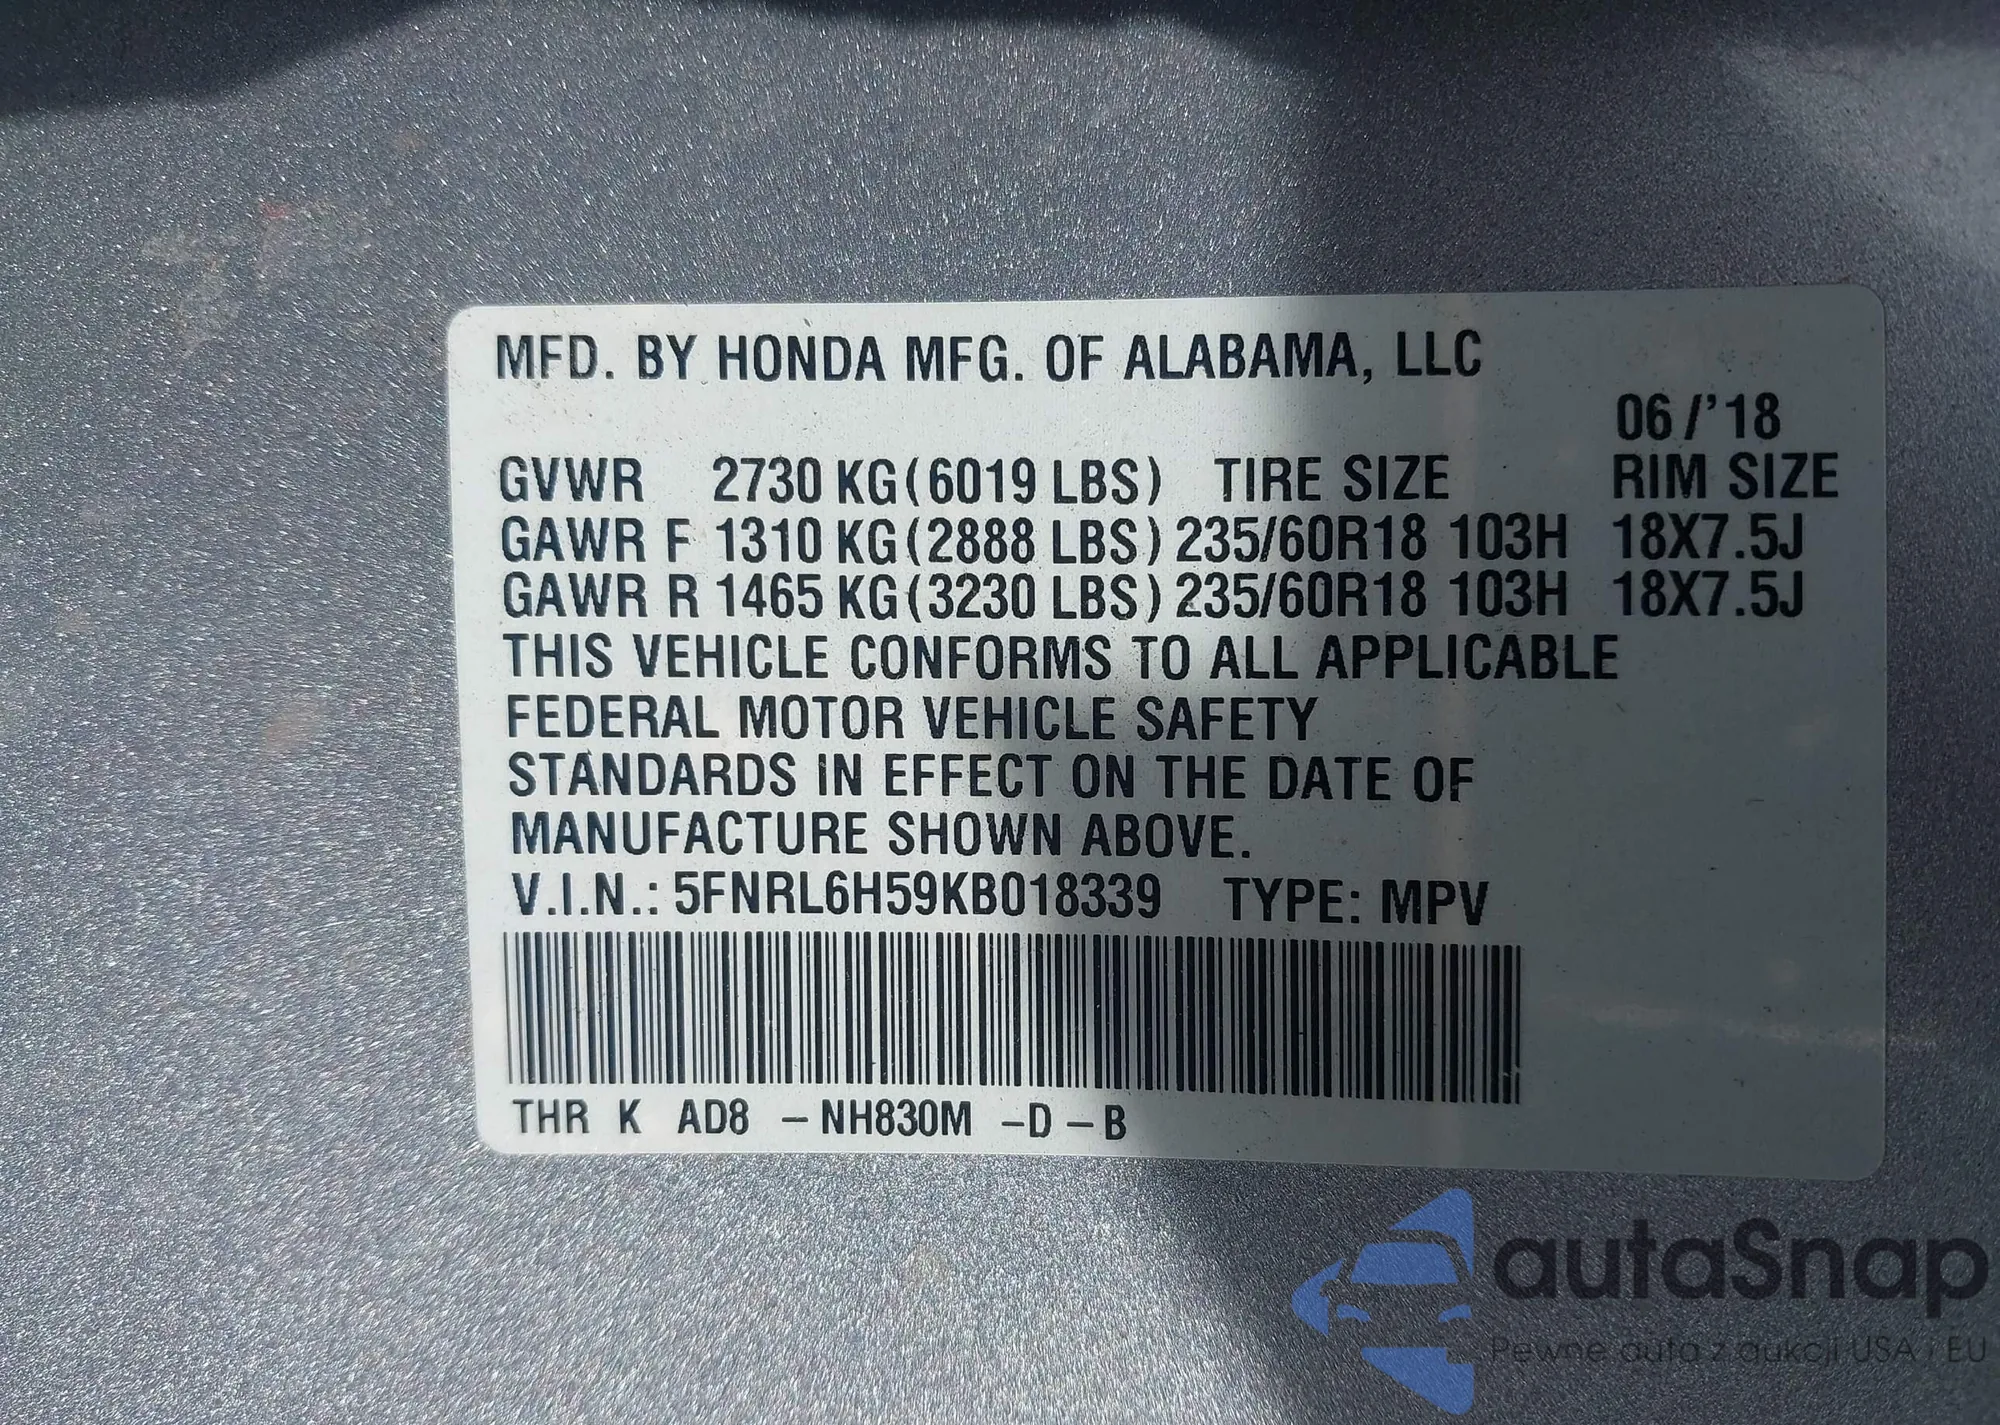 MFD. BY HONDA MFG. OF ALABAMA, LLC
06/'18
GVWR 2730 KG(6019 LBS) TIRE SIZE RIM SIZE
GAWR F 1310 KG(2888 LBS) 235/60R18 103H 18X7.5J
GAWR R 1465 KG(3230 LBS) 235/60R18 103H 18X7.5J
THIS VEHICLE CONFORMS TO ALL APPLICABLE
FEDERAL MOTOR VEHICLE SAFETY
STANDARDS IN EFFECT ON THE DATE OF
MANUFACTURE SHOWN ABOVE.
V.I.N.: 5FNRL6H59KB018339 TYPE: MPV
THR K AD8 -NH830M -D-B
autaSnap
Pewne auta z aukcji USA i EU